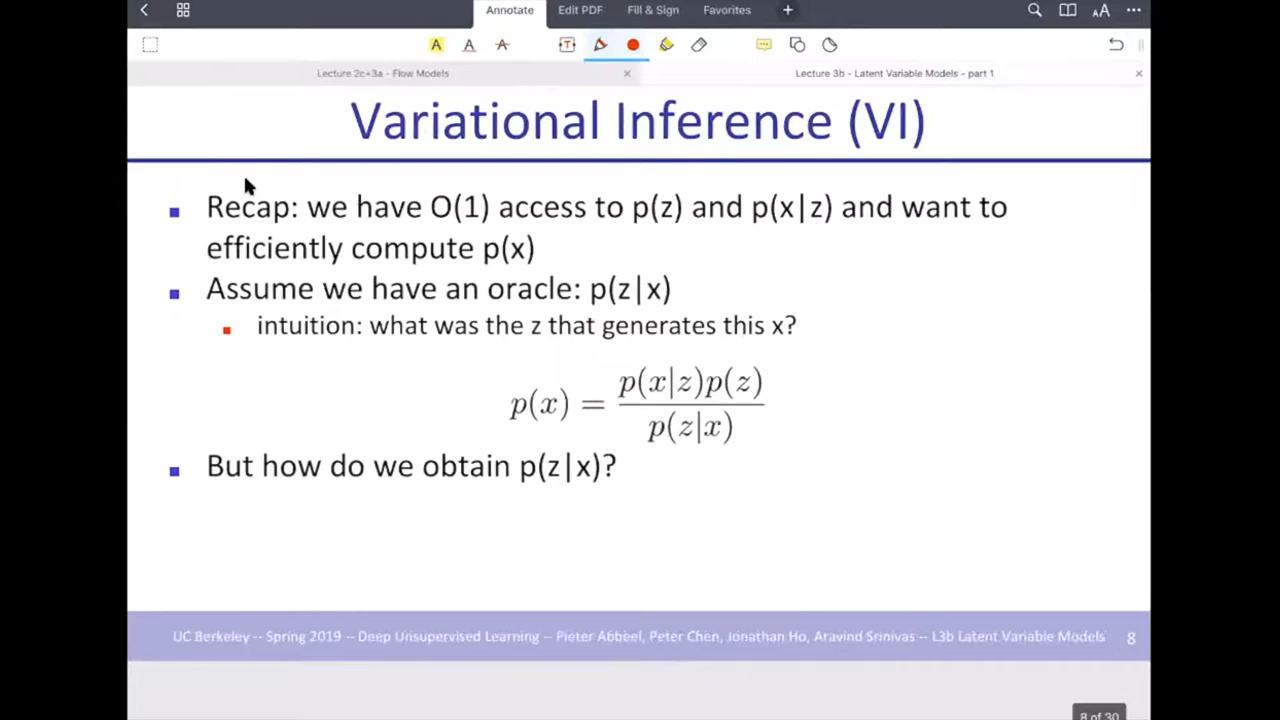 Annotate Edit PDF Fill & Sign Favorites +
Lecture 2c+3a - Flow Models
Lecture 3b - Latent Variable Models - part 1
Variational Inference (VI)
Recap: we have O(1) access to p(z) and p(x|z) and want to
efficiently compute p(x)
Assume we have an oracle: p(z|x)
intuition: what was the z that generates this x?
p(x) = p(x|z)p(z) / p(z|x)
But how do we obtain p(z|x)?
UC Berkeley -- Spring 2019 -- Deep Unsupervised Learning -- Pieter Abbeel, Peter Chen, Jonathan Ho, Aravind Srinivas -- L3b Latent Variable Models 8
8 of 30